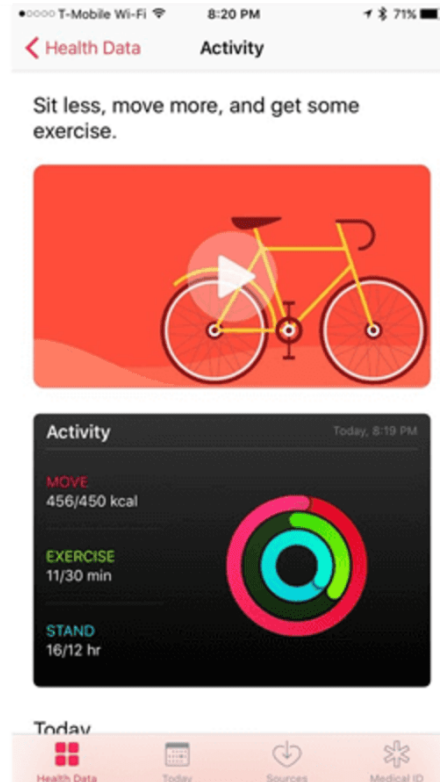 T-Mobile Wi-Fi 8:20 PM 71%
Health Data Activity
Sit less, move more, and get some
exercise.
Activity Today, 8:19 PM
MOVE
456/450 kcal
EXERCISE
11/30 min
STAND
16/12 hr
Today
Health Data Today Sources Medical ID